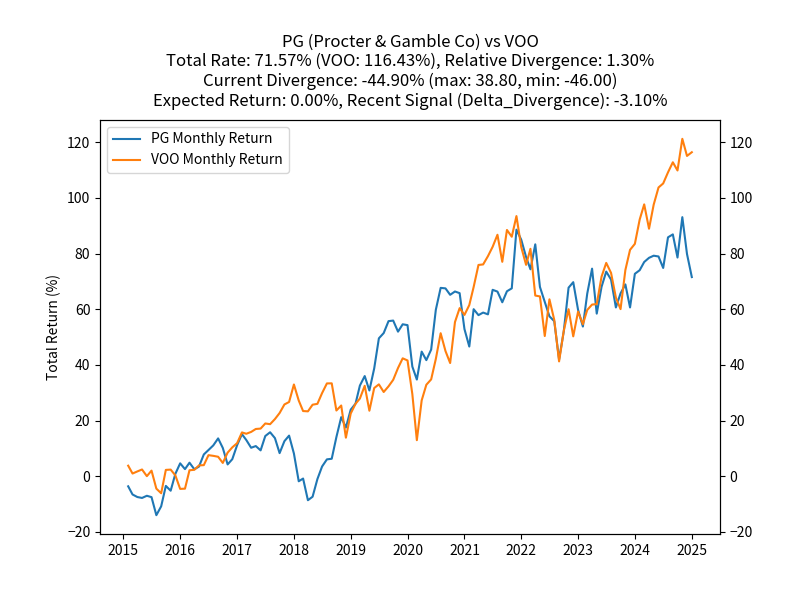 PG (Procter & Gamble Co) vs VOO
Total Rate: 71.57% (VOO: 116.43%), Relative Divergence: 1.30%
Current Divergence: -44.90% (max: 38.80, min: -46.00)
Expected Return: 0.00%, Recent Signal (Delta_Divergence): -3.10%
PG Monthly Return
VOO Monthly Return
Total Return (%)
120
100
80
60
40
20
0
−20
120
100
80
60
40
20
0
−20
2015 2016 2017 2018 2019 2020 2021 2022 2023 2024 2025